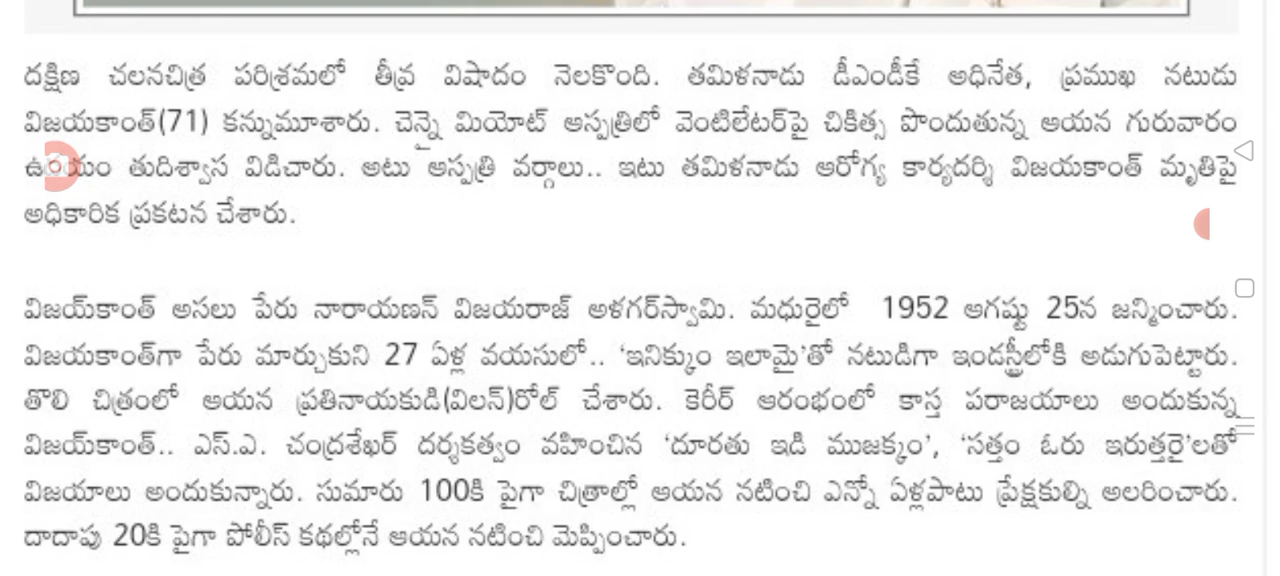 దక్షిణ చలనచిత్ర పరిశ్రమలో తీవ్ర విషాదం నెలకొంది. తమిళనాడు డీఎండీకే అధినేత, ప్రముఖ నటుడు
విజయకాంత్(71) కన్నుమూశారు. చెన్నై మియోట్ ఆస్పత్రిలో వెంటిలేటర్‌పై చికిత్స పొందుతున్న ఆయన గురువారం
ఉదయం తుదిశ్వాస విడిచారు. అటు ఆస్పత్రి వర్గాలు.. ఇటు తమిళనాడు ఆరోగ్య కార్యదర్శి విజయకాంత్ మృతిపై
అధికారిక ప్రకటన చేశారు.
విజయ్‌కాంత్ అసలు పేరు నారాయణన్ విజయరాజ్ అళగర్‌స్వామి. మధురైలో 1952 ఆగష్టు 25న జన్మించారు.
విజయకాంత్‌గా పేరు మార్చుకుని 27 ఏళ్ల వయసులో.. ‘ఇనిక్కుం ఇలామై’తో నటుడిగా ఇండస్ట్రీలోకి అడుగుపెట్టారు.
తొలి చిత్రంలో ఆయన ప్రతినాయకుడి(విలన్)రోల్ చేశారు. కెరీర్ ఆరంభంలో కాస్త పరాజయాలు అందుకున్న
విజయ్‌కాంత్.. ఎస్.ఎ. చంద్రశేఖర్ దర్శకత్వం వహించిన ‘దూరతు ఇడి ముజక్కం’, ‘సత్తం ఓరు ఇరుత్తరై’లతో
విజయాలు అందుకున్నారు. సుమారు 100కి పైగా చిత్రాల్లో ఆయన నటించి ఎన్నో ఏళ్లపాటు ప్రేక్షకుల్ని అలరించారు.
దాదాపు 20కి పైగా పోలీస్ కథల్లోనే ఆయన నటించి మెప్పించారు.